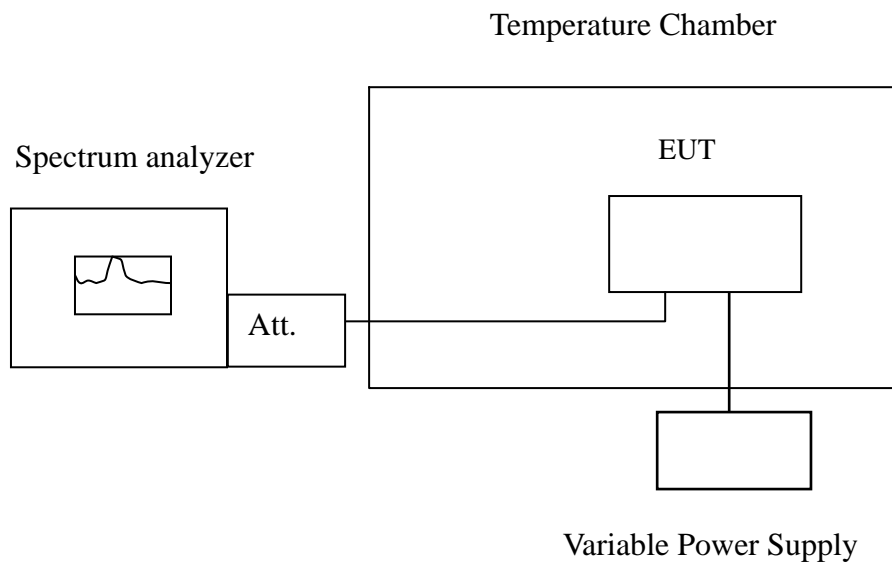 Temperature Chamber
Spectrum analyzer
EUT
Att.
Variable Power Supply